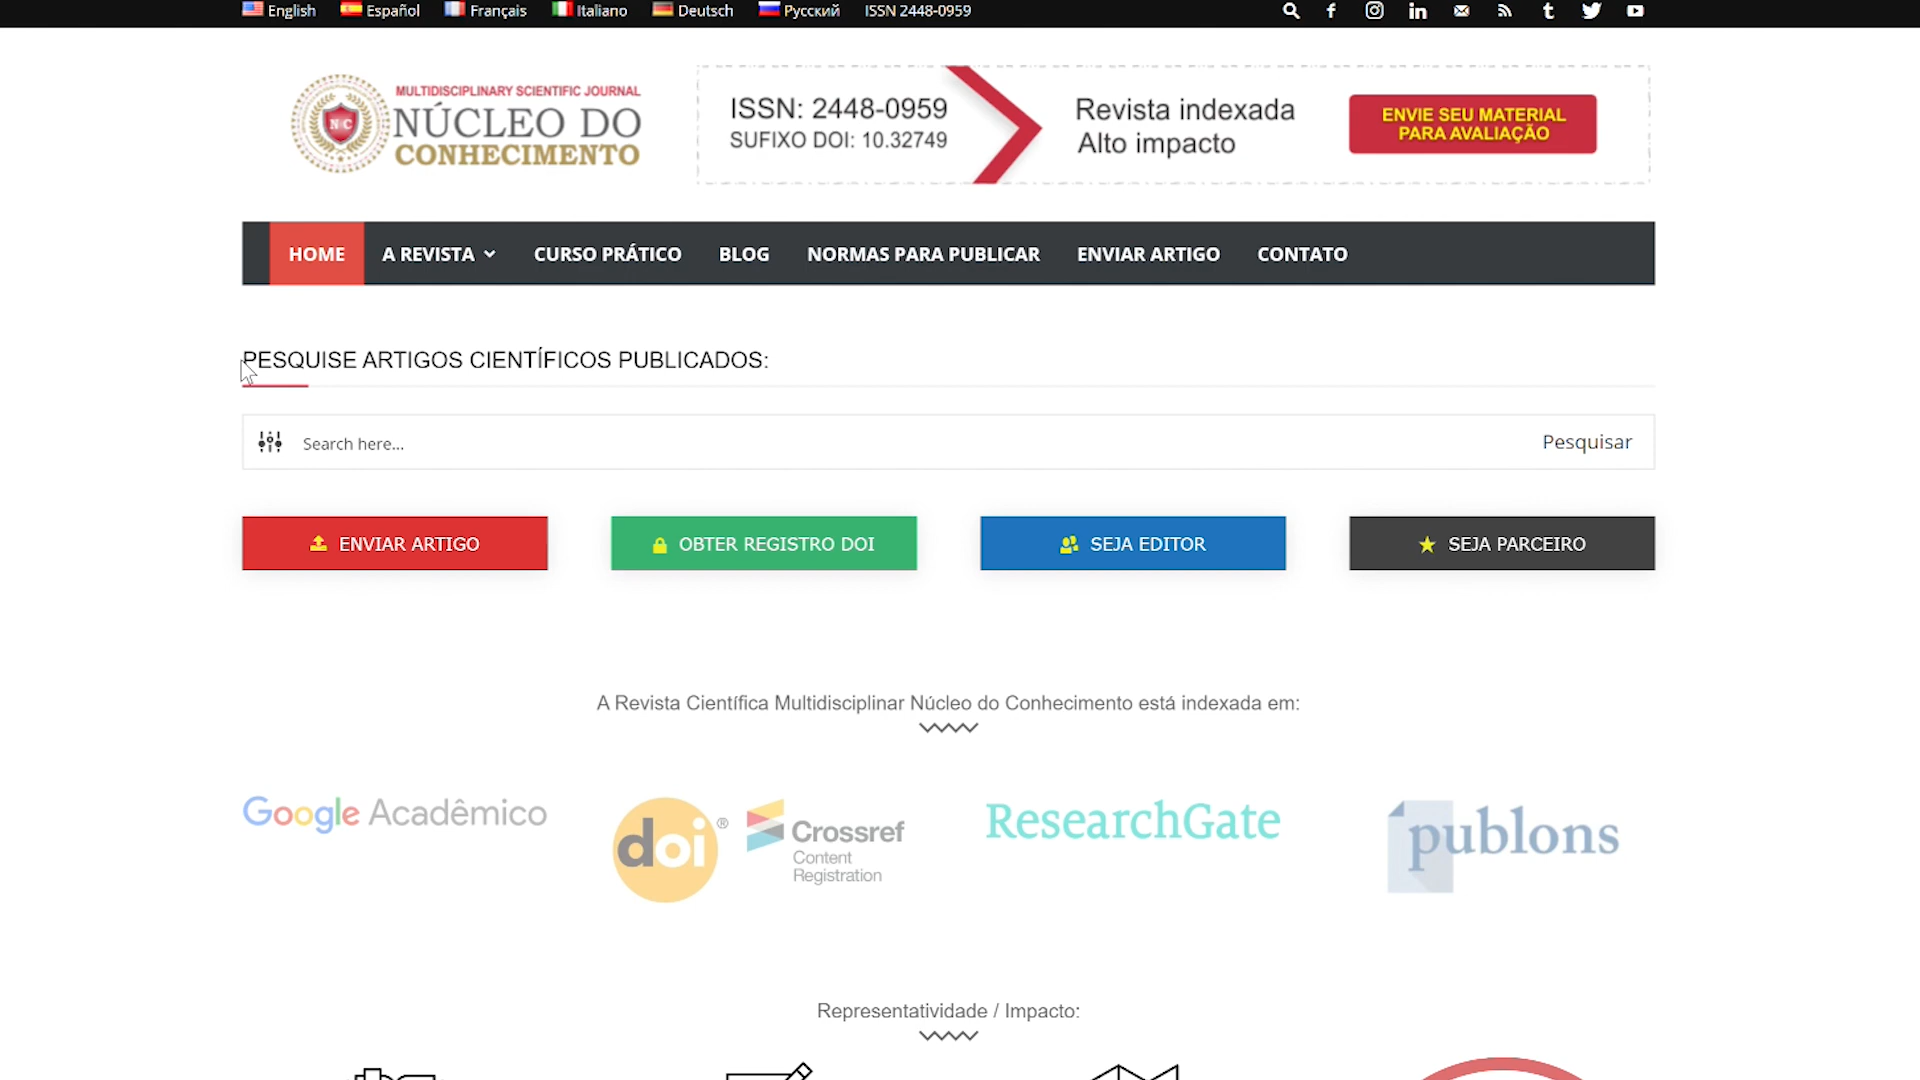 English Español Français Italiano Deutsch Русский ISSN 2448-0959
MULTIDISCIPLINARY SCIENTIFIC JOURNAL
NÚCLEO DO
CONHECIMENTO
NC
ISSN: 2448-0959
SUFIXO DOI: 10.32749
Revista indexada
Alto impacto
ENVIE SEU MATERIAL
PARA AVALIAÇÃO
HOME A REVISTA CURSO PRÁTICO BLOG NORMAS PARA PUBLICAR ENVIAR ARTIGO CONTATO
PESQUISE ARTIGOS CIENTÍFICOS PUBLICADOS:
Search here... Pesquisar
ENVIAR ARTIGO OBTER REGISTRO DOI SEJA EDITOR SEJA PARCEIRO
A Revista Científica Multidisciplinar Núcleo do Conhecimento está indexada em:
Google Acadêmico
doi®
Crossref
Content
Registration
ResearchGate
publons
Representatividade / Impacto: